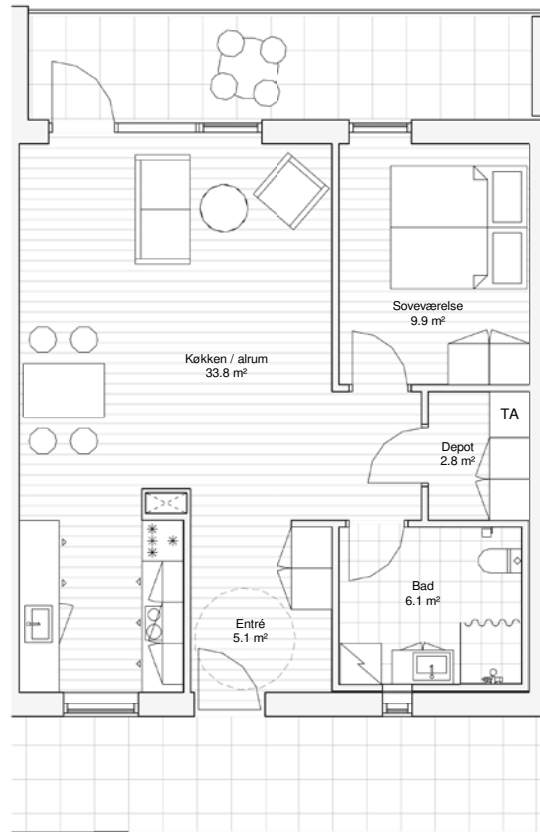 Soveværelse
9.9 m²
Køkken / alrum
33.8 m²
TA
Depot
2.8 m²
Bad
6.1 m²
Entré
5.1 m²